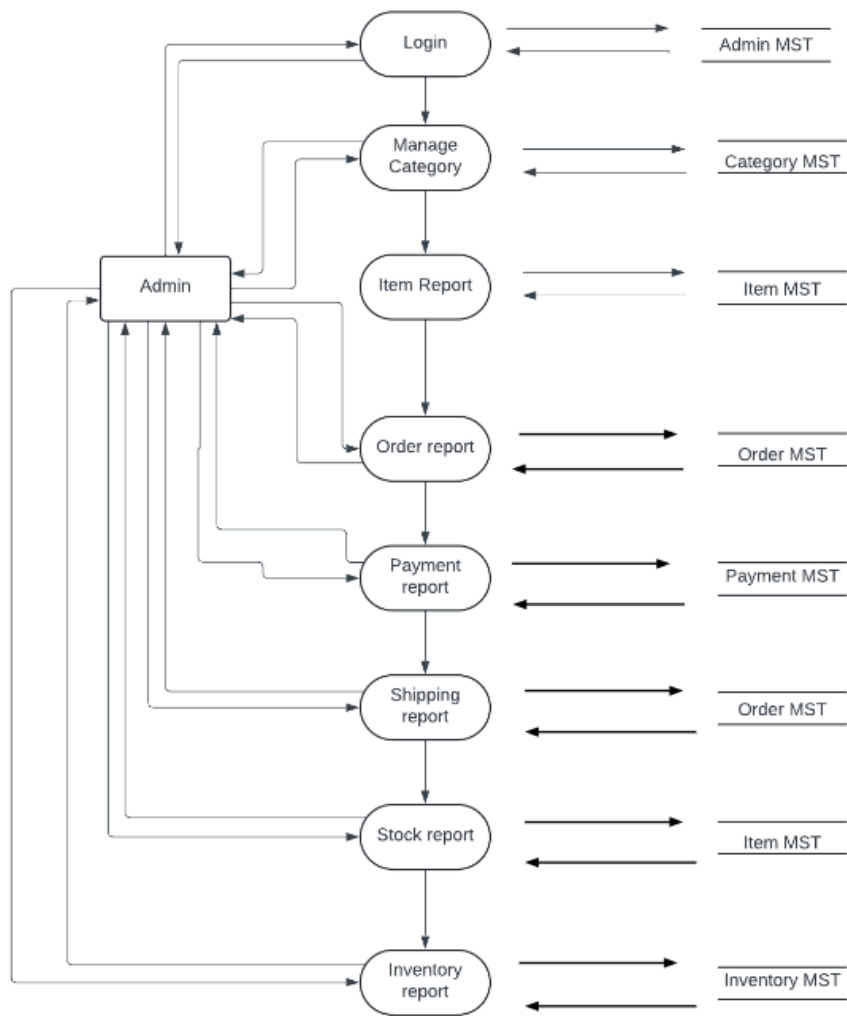 Login
Admin MST
Manage
Category
Category MST
Admin
Item Report
Item MST
Order report
Order MST
Payment
report
Payment MST
Shipping
report
Order MST
Stock report
Item MST
Inventory
report
Inventory MST